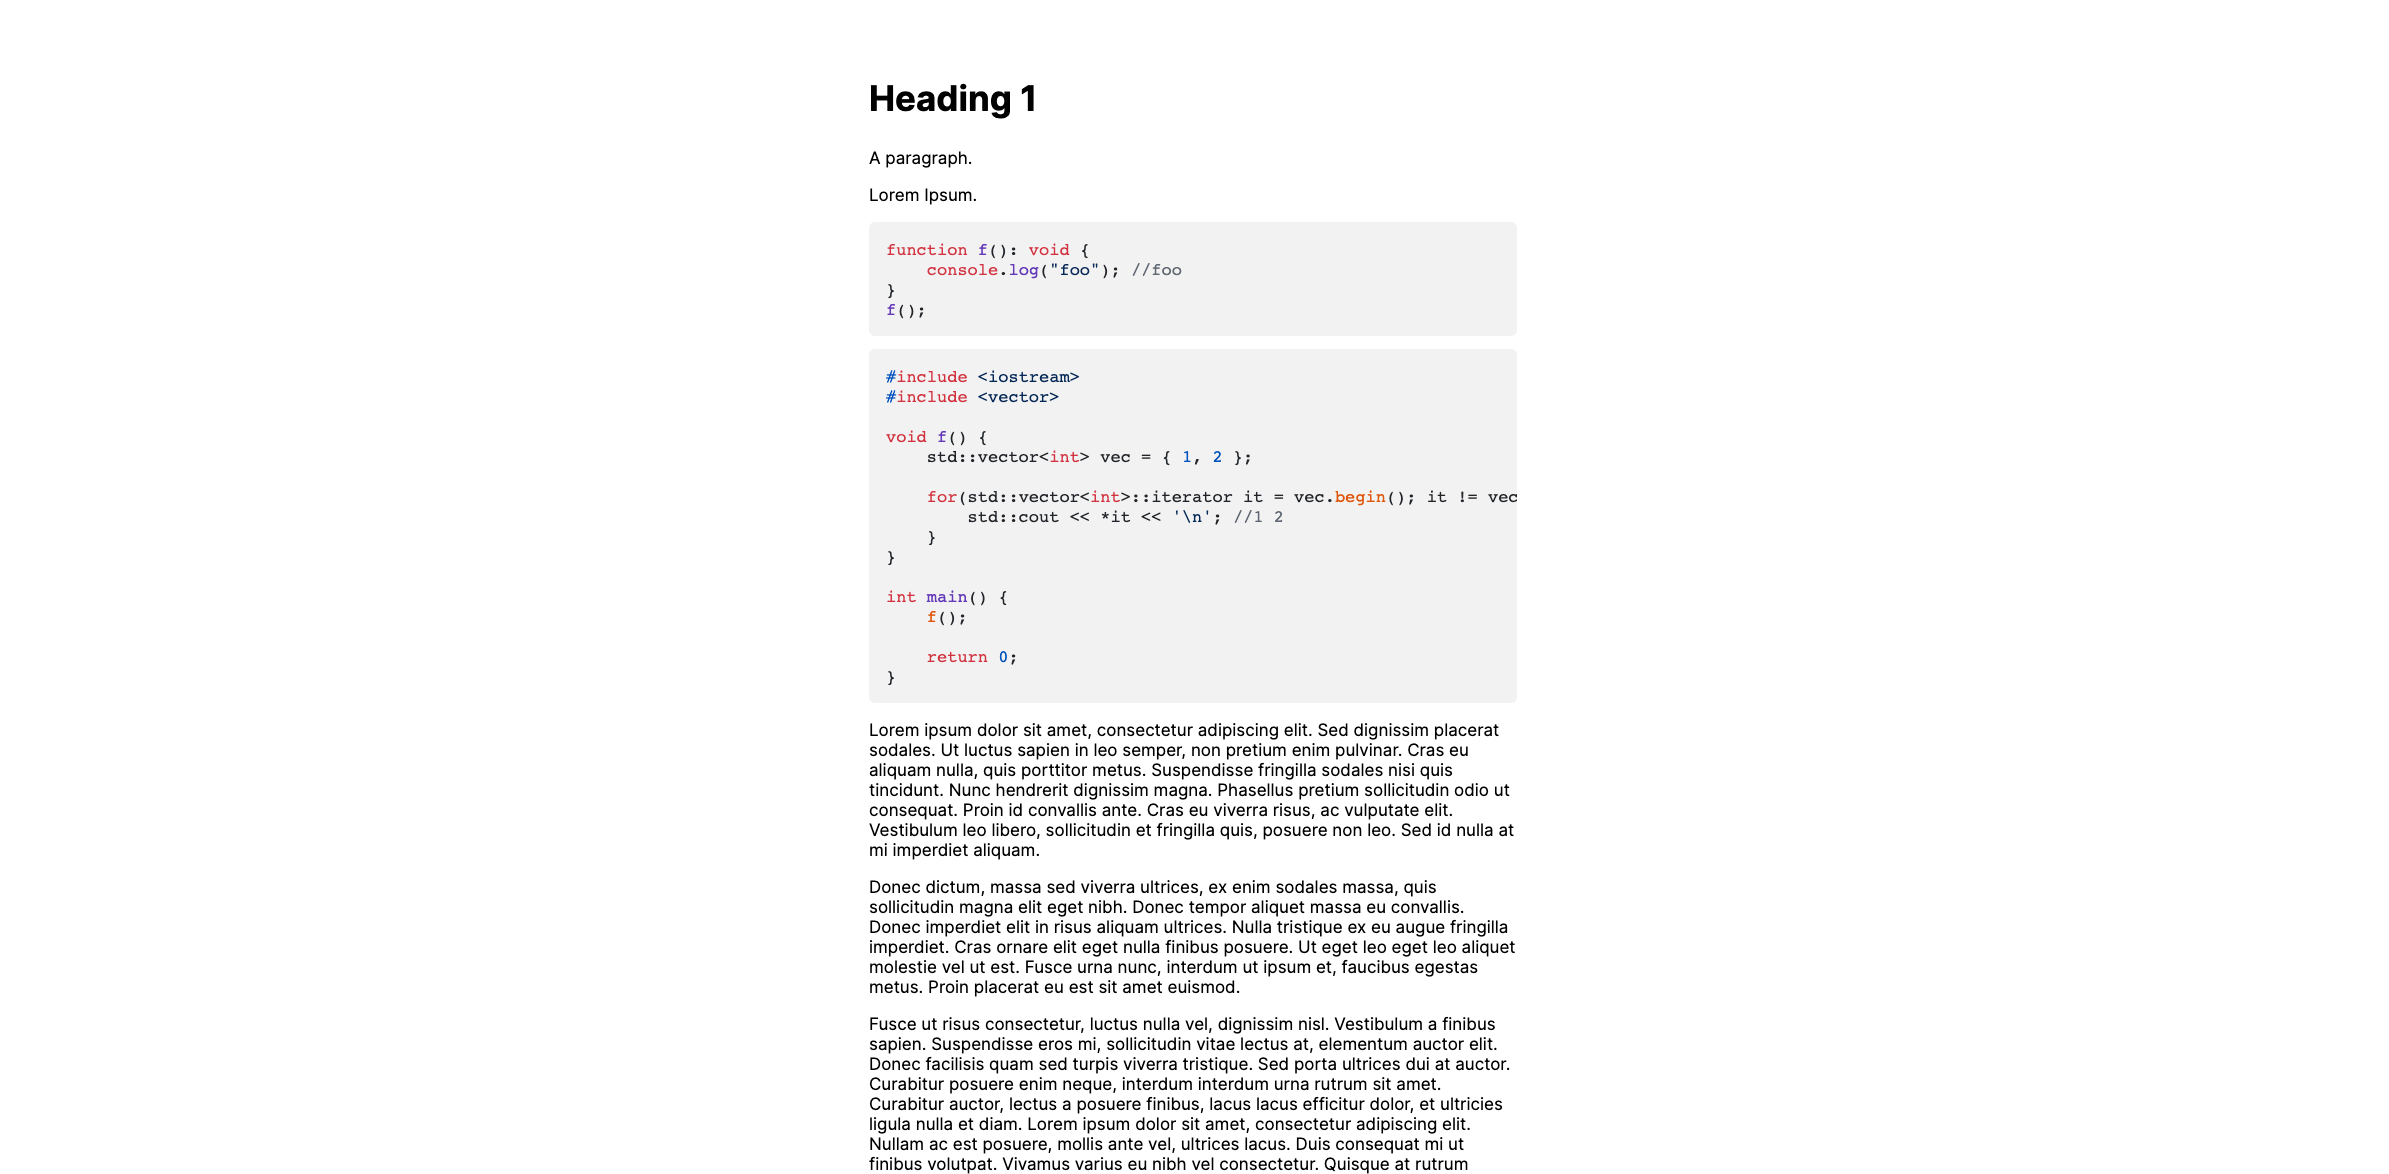 Heading 1
A paragraph.
Lorem Ipsum.
function f(): void {
    console.log("foo"); //foo
}
f();
#include <iostream>
#include <vector>
void f() {
    std::vector<int> vec = { 1, 2 };
    for(std::vector<int>::iterator it = vec.begin(); it != vec
        std::cout << *it << '\n'; //1 2
    }
}
int main() {
    f();
    return 0;
}
Lorem ipsum dolor sit amet, consectetur adipiscing elit. Sed dignissim placerat
sodales. Ut luctus sapien in leo semper, non pretium enim pulvinar. Cras eu
aliquam nulla, quis porttitor metus. Suspendisse fringilla sodales nisi quis
tincidunt. Nunc hendrerit dignissim magna. Phasellus pretium sollicitudin odio ut
consequat. Proin id convallis ante. Cras eu viverra risus, ac vulputate elit.
Vestibulum leo libero, sollicitudin et fringilla quis, posuere non leo. Sed id nulla at
mi imperdiet aliquam.
Donec dictum, massa sed viverra ultrices, ex enim sodales massa, quis
sollicitudin magna elit eget nibh. Donec tempor aliquet massa eu convallis.
Donec imperdiet elit in risus aliquam ultrices. Nulla tristique ex eu augue fringilla
imperdiet. Cras ornare elit eget nulla finibus posuere. Ut eget leo eget leo aliquet
molestie vel ut est. Fusce urna nunc, interdum ut ipsum et, faucibus egestas
metus. Proin placerat eu est sit amet euismod.
Fusce ut risus consectetur, luctus nulla vel, dignissim nisl. Vestibulum a finibus
sapien. Suspendisse eros mi, sollicitudin vitae lectus at, elementum auctor elit.
Donec facilisis quam sed turpis viverra tristique. Sed porta ultrices dui at auctor.
Curabitur posuere enim neque, interdum interdum urna rutrum sit amet.
Curabitur auctor, lectus a posuere finibus, lacus lacus efficitur dolor, et ultricies
ligula nulla et diam. Lorem ipsum dolor sit amet, consectetur adipiscing elit.
Nullam ac est posuere, mollis ante vel, ultrices lacus. Duis consequat mi ut
finibus volutpat. Vivamus varius eu nibh vel consectetur. Quisque at rutrum